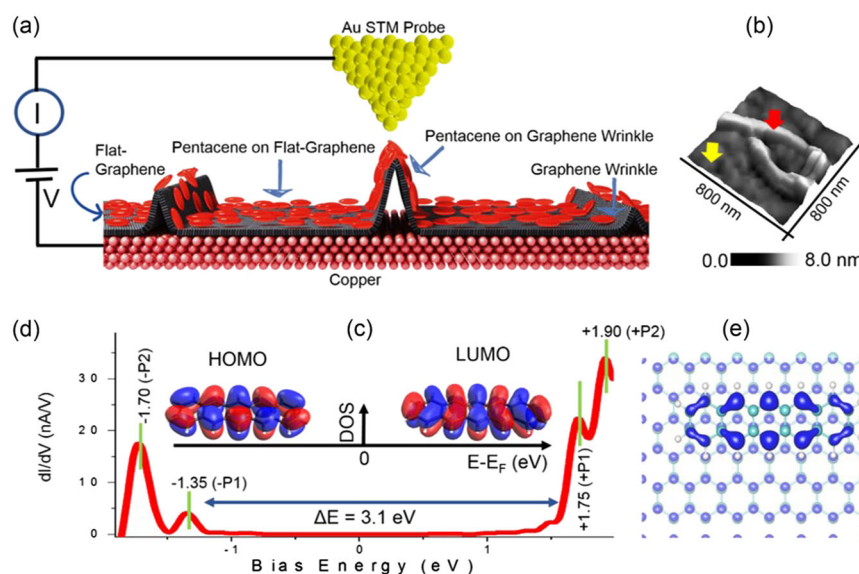 (a)
Au STM Probe
(b)
I
V
Flat-
Graphene
Pentacene on Flat-Graphene
Pentacene on Graphene Wrinkle
Graphene Wrinkle
Copper
800 nm
800 nm
0.0
8.0 nm
(d)
(c)
(e)
dI/dV (nA/V)
30
20
10
0
-1.70 (-P2)
-1.35 (-P1)
HOMO
LUMO
DOS
0
E-EF (eV)
ΔE = 3.1 eV
+1.75 (+P1)
+1.90 (+P2)
-1
0
1
Bias Energy (eV)